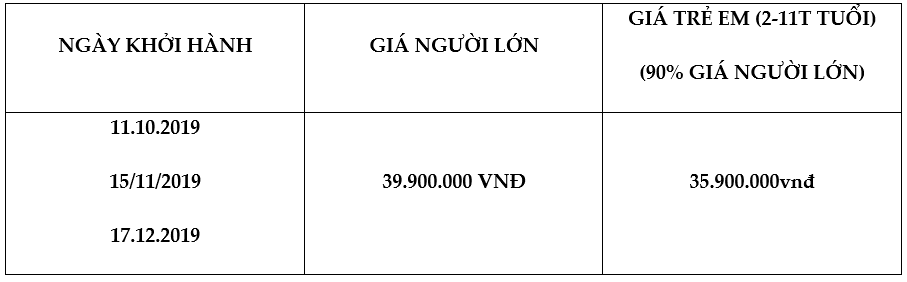 NGÀY KHỞI HÀNH
GIÁ NGƯỜI LỚN
GIÁ TRẺ EM (2-11T TUỔI)
(90% GIÁ NGƯỜI LỚN)
11.10.2019
15/11/2019
17.12.2019
39.900.000 VNĐ
35.900.000vnđ